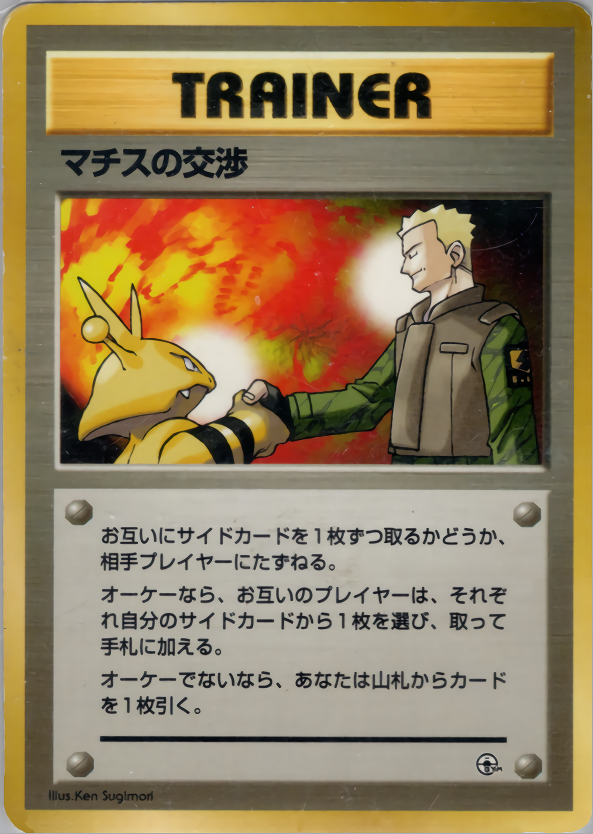 TRAINER
マチスの交渉
お互いにサイドカードを1枚ずつ取るかどうか、
相手プレイヤーにたずねる。
オーケーなら、お互いのプレイヤーは、それぞ
れ自分のサイドカードから1枚を選び、取って
手札に加える。
オーケーでないなら、あなたは山札からカード
を1枚引く。
GYM
Illus.Ken Sugimori